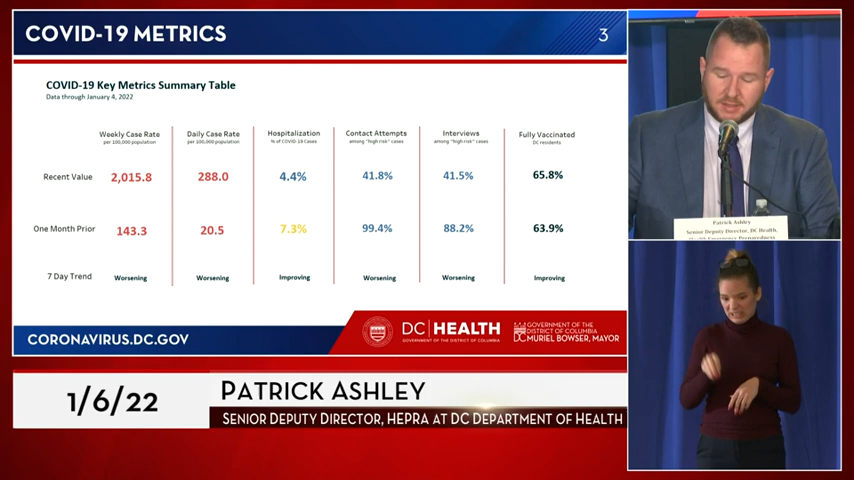 COVID-19 METRICS
3
COVID-19 Key Metrics Summary Table
Data through January 4, 2022
Weekly Case Rate
per 100,000 population
Daily Case Rate
per 100,000 population
Hospitalization
% of COVID-19 Cases
Contact Attempts
among "high risk" cases
Interviews
among "high risk" cases
Fully Vaccinated
DC residents
Recent Value 2,015.8 288.0 4.4% 41.8% 41.5% 65.8%
One Month Prior 143.3 20.5 7.3% 99.4% 88.2% 63.9%
7 Day Trend Worsening Worsening Improving Worsening Worsening Improving
CORONAVIRUS.DC.GOV
DC HEALTH
GOVERNMENT OF THE DISTRICT OF COLUMBIA
GOVERNMENT OF THE
DISTRICT OF COLUMBIA
DC MURIEL BOWSER, MAYOR
Patrick Ashley
Senior Deputy Director, DC Health,
1/6/22
PATRICK ASHLEY
SENIOR DEPUTY DIRECTOR, HEPRA AT DC DEPARTMENT OF HEALTH